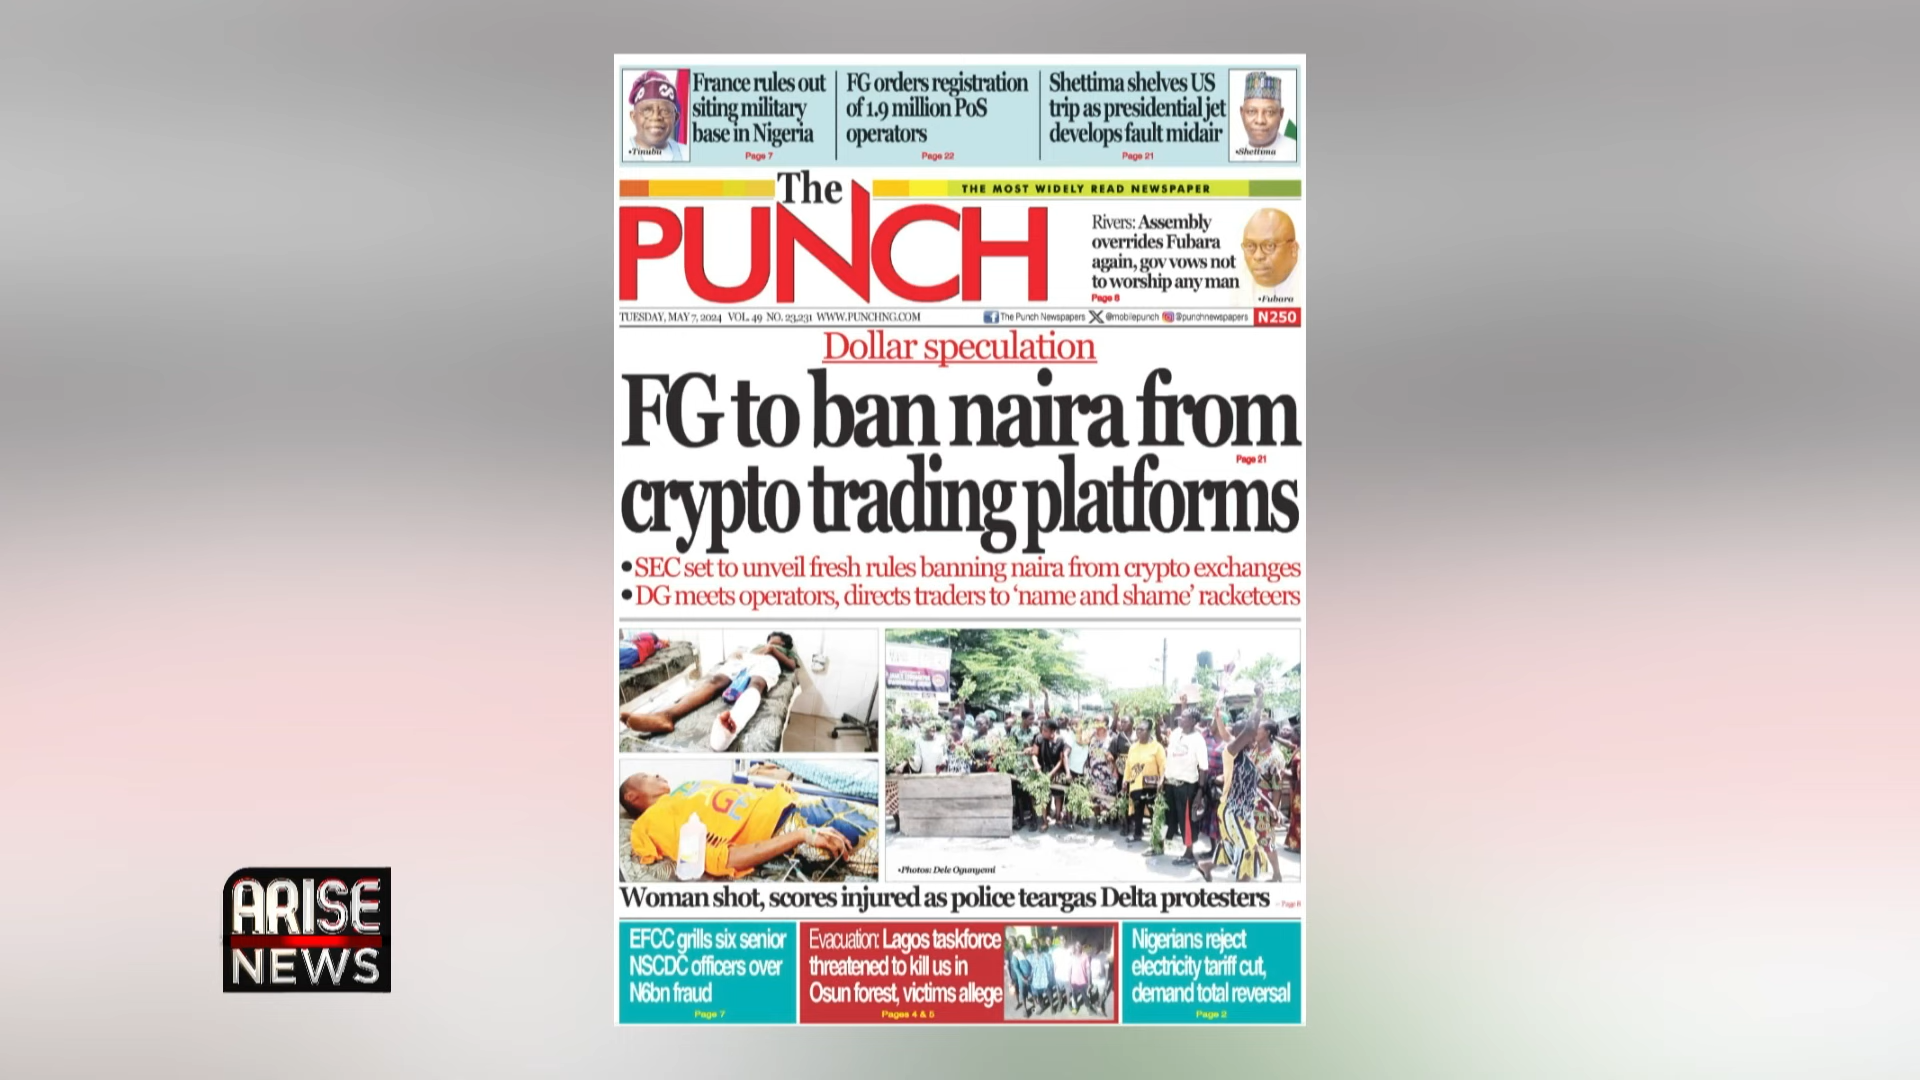 France rules out
siting military
base in Nigeria
Page 7
•Tinubu
FG orders registration
of 1.9 million PoS
operators
Page 22
Shettima shelves US
trip as presidential jet
develops fault midair
Page 21
•Shettima
THE MOST WIDELY READ NEWSPAPER
The
PUNCH
Rivers: Assembly
overrides Fubara
again, gov vows not
to worship any man
Page 8
•Fubara
TUESDAY, MAY 7, 2024 VOL. 49 NO. 23,231 WWW.PUNCHNG.COM
The Punch Newspapers @mobilepunch @punchnewspapers N250
Dollar speculation
FG to ban naira from
Page 21
crypto trading platforms
•SEC set to unveil fresh rules banning naira from crypto exchanges
•DG meets operators, directs traders to ‘name and shame’ racketeers
•Photos: Dele Ogunyemi
Woman shot, scores injured as police teargas Delta protesters
EFCC grills six senior
NSCDC officers over
N6bn fraud
Page 7
Evacuation: Lagos taskforce
threatened to kill us in
Osun forest, victims allege
Pages 4 & 5
Nigerians reject
electricity tariff cut,
demand total reversal
Page 2
ARISE
NEWS